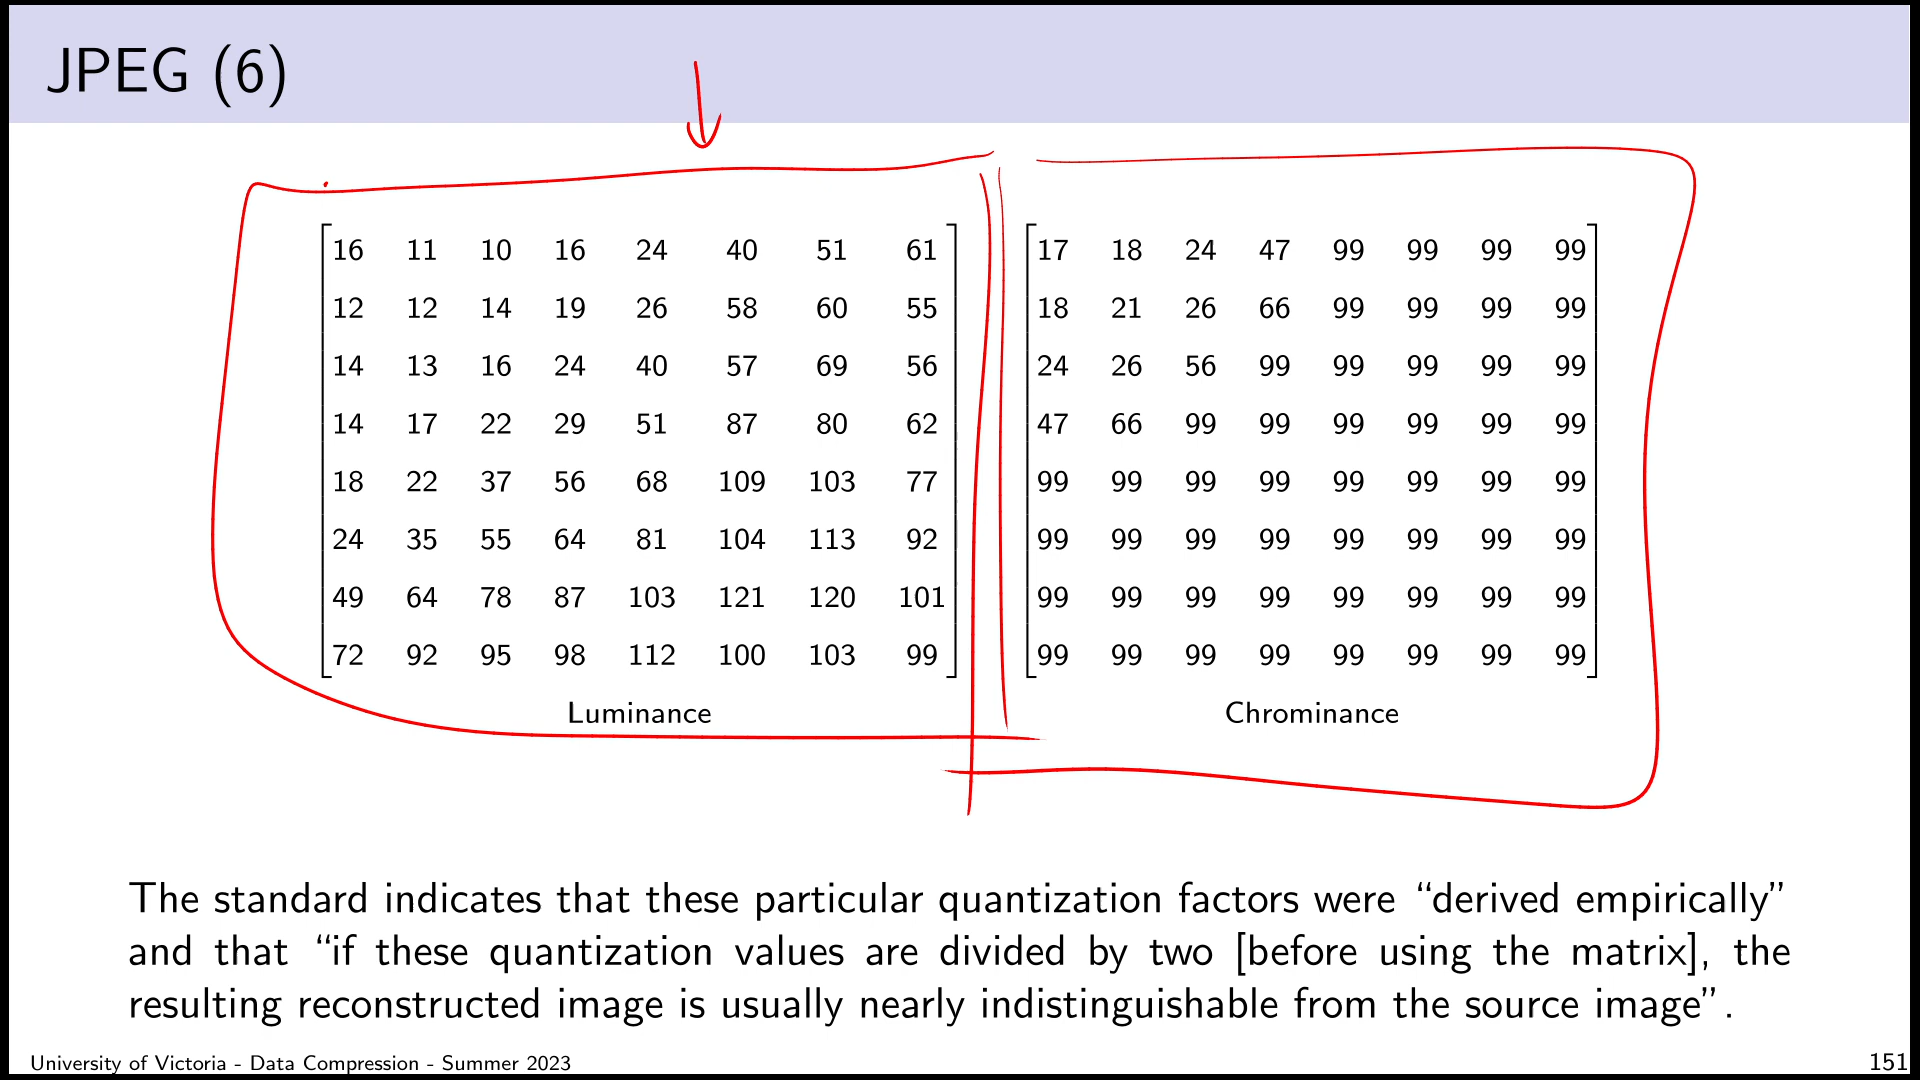 JPEG (6)
16 11 10 16 24 40 51 61 17 18 24 47 99 99 99 99
12 12 14 19 26 58 60 55 18 21 26 66 99 99 99 99
14 13 16 24 40 57 69 56 24 26 56 99 99 99 99 99
14 17 22 29 51 87 80 62 47 66 99 99 99 99 99 99
18 22 37 56 68 109 103 77 99 99 99 99 99 99 99 99
24 35 55 64 81 104 113 92 99 99 99 99 99 99 99 99
49 64 78 87 103 121 120 101 99 99 99 99 99 99 99 99
72 92 95 98 112 100 103 99 99 99 99 99 99 99 99 99
Luminance Chrominance
The standard indicates that these particular quantization factors were “derived empirically”
and that “if these quantization values are divided by two [before using the matrix], the
resulting reconstructed image is usually nearly indistinguishable from the source image”.
University of Victoria - Data Compression - Summer 2023 151